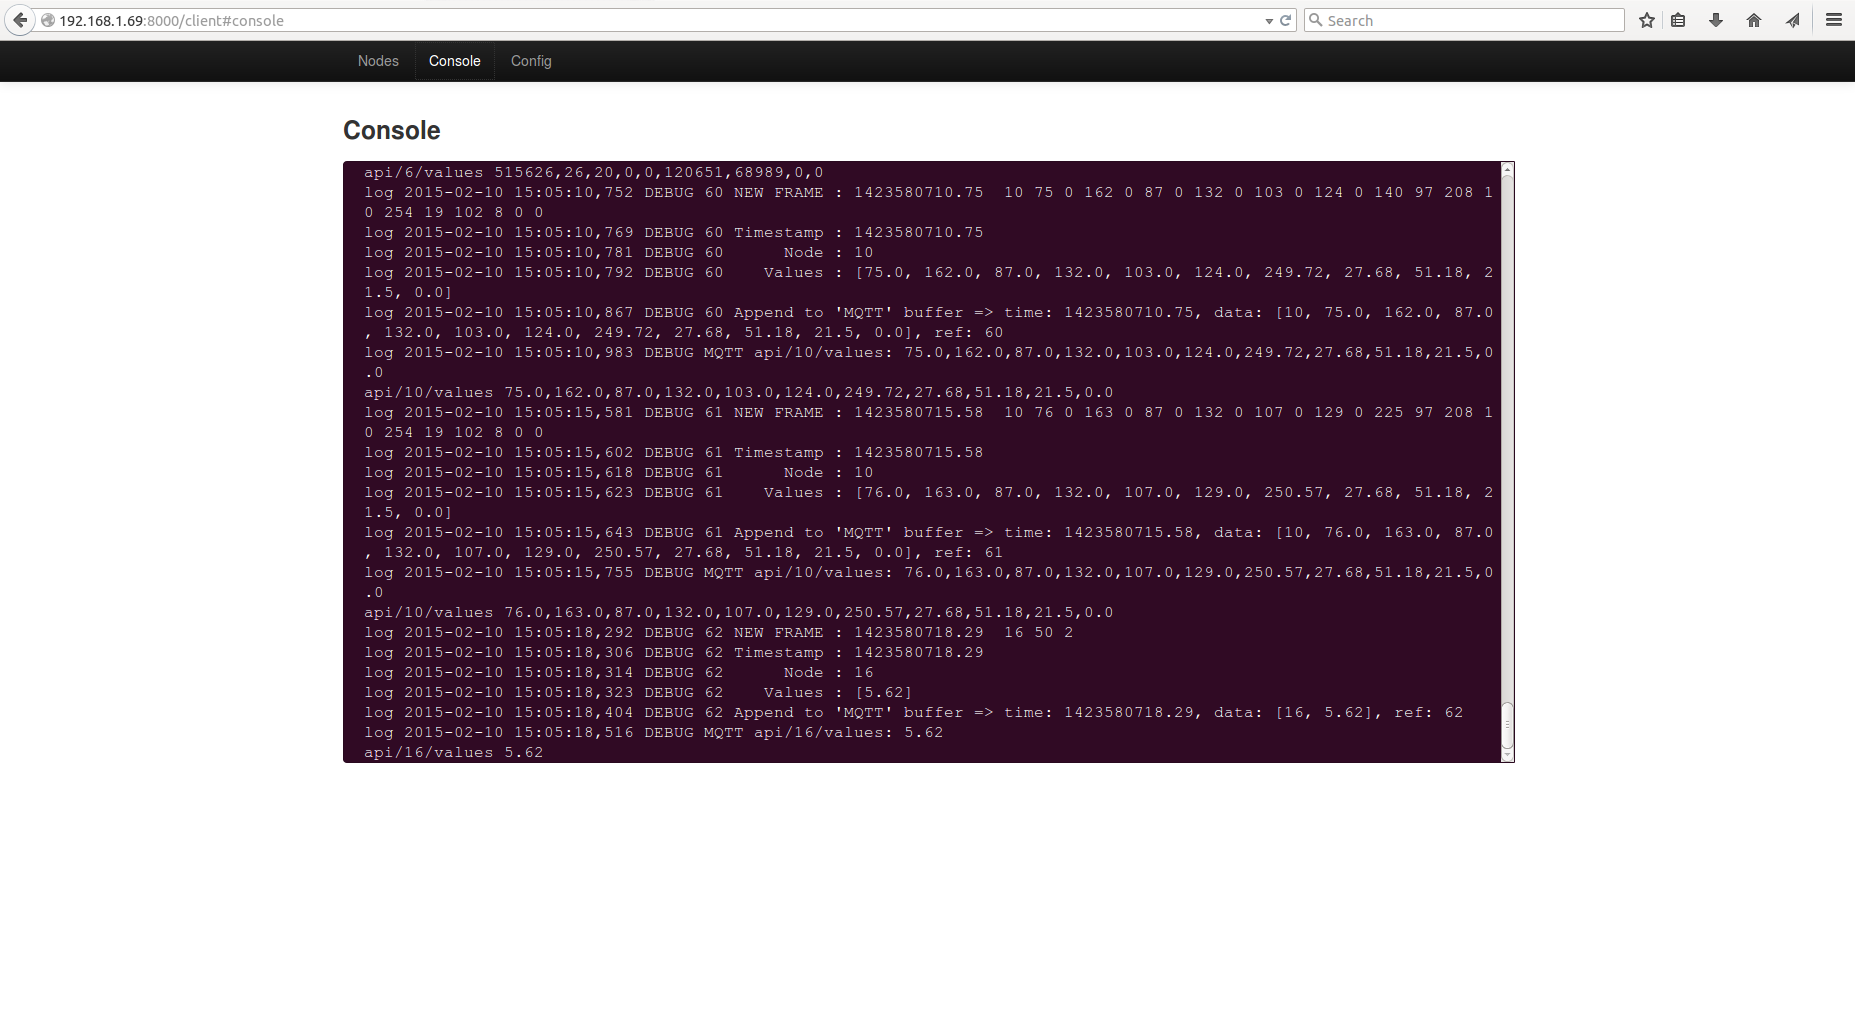 192.168.1.69:8000/client#console
Search
Nodes Console Config
Console
api/6/values 515626,26,20,0,0,120651,68989,0,0
log 2015-02-10 15:05:10,752 DEBUG 60 NEW FRAME : 1423580710.75  10 75 0 162 0 87 0 132 0 103 0 124 0 140 97 208 1
0 254 19 102 8 0 0
log 2015-02-10 15:05:10,769 DEBUG 60 Timestamp : 1423580710.75
log 2015-02-10 15:05:10,781 DEBUG 60      Node : 10
log 2015-02-10 15:05:10,792 DEBUG 60    Values : [75.0, 162.0, 87.0, 132.0, 103.0, 124.0, 249.72, 27.68, 51.18, 2
1.5, 0.0]
log 2015-02-10 15:05:10,867 DEBUG 60 Append to 'MQTT' buffer => time: 1423580710.75, data: [10, 75.0, 162.0, 87.0
, 132.0, 103.0, 124.0, 249.72, 27.68, 51.18, 21.5, 0.0], ref: 60
log 2015-02-10 15:05:10,983 DEBUG MQTT api/10/values: 75.0,162.0,87.0,132.0,103.0,124.0,249.72,27.68,51.18,21.5,0
.0
api/10/values 75.0,162.0,87.0,132.0,103.0,124.0,249.72,27.68,51.18,21.5,0.0
log 2015-02-10 15:05:15,581 DEBUG 61 NEW FRAME : 1423580715.58  10 76 0 163 0 87 0 132 0 107 0 129 0 225 97 208 1
0 254 19 102 8 0 0
log 2015-02-10 15:05:15,602 DEBUG 61 Timestamp : 1423580715.58
log 2015-02-10 15:05:15,618 DEBUG 61      Node : 10
log 2015-02-10 15:05:15,623 DEBUG 61    Values : [76.0, 163.0, 87.0, 132.0, 107.0, 129.0, 250.57, 27.68, 51.18, 2
1.5, 0.0]
log 2015-02-10 15:05:15,643 DEBUG 61 Append to 'MQTT' buffer => time: 1423580715.58, data: [10, 76.0, 163.0, 87.0
, 132.0, 107.0, 129.0, 250.57, 27.68, 51.18, 21.5, 0.0], ref: 61
log 2015-02-10 15:05:15,755 DEBUG MQTT api/10/values: 76.0,163.0,87.0,132.0,107.0,129.0,250.57,27.68,51.18,21.5,0
.0
api/10/values 76.0,163.0,87.0,132.0,107.0,129.0,250.57,27.68,51.18,21.5,0.0
log 2015-02-10 15:05:18,292 DEBUG 62 NEW FRAME : 1423580718.29  16 50 2
log 2015-02-10 15:05:18,306 DEBUG 62 Timestamp : 1423580718.29
log 2015-02-10 15:05:18,314 DEBUG 62      Node : 16
log 2015-02-10 15:05:18,323 DEBUG 62    Values : [5.62]
log 2015-02-10 15:05:18,404 DEBUG 62 Append to 'MQTT' buffer => time: 1423580718.29, data: [16, 5.62], ref: 62
log 2015-02-10 15:05:18,516 DEBUG MQTT api/16/values: 5.62
api/16/values 5.62